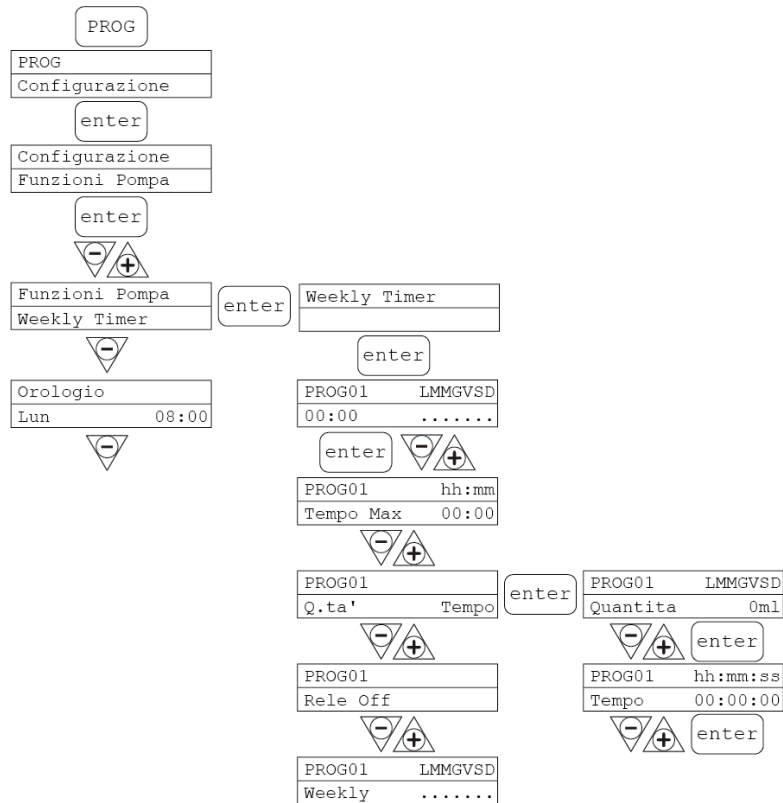 PROG
PROG
Configurazione
enter
Configurazione
Funzioni Pompa
enter
Funzioni Pompa
Weekly Timer
enter
Weekly Timer
enter
Orologio
Lun 08:00
PROG01 LMMGVSD
00:00 .......
enter
PROG01 hh:mm
Tempo Max 00:00
PROG01
Q.ta' Tempo
enter
PROG01 LMMGVSD
Quantita 0ml
enter
PROG01
Rele Off
PROG01 hh:mm:ss
Tempo 00:00:00
enter
PROG01 LMMGVSD
Weekly .......